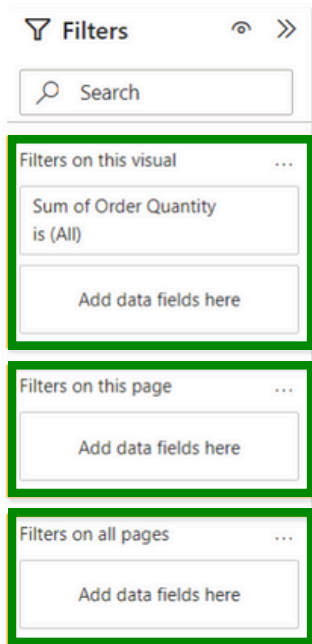 Filters
Search
Filters on this visual
Sum of Order Quantity
is (All)
Add data fields here
Filters on this page
Add data fields here
Filters on all pages
Add data fields here